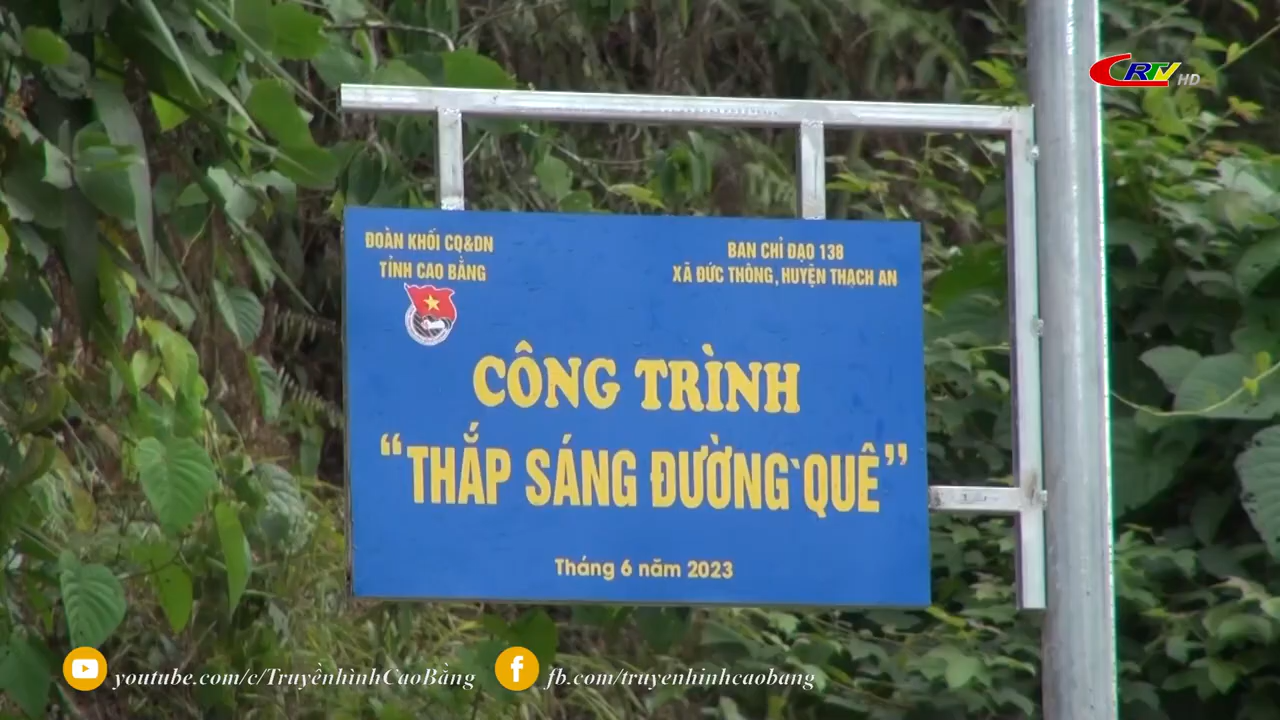 CRTV HD
ĐOÀN KHỐI CQ&DN
TỈNH CAO BẰNG
BAN CHỈ ĐẠO 138
XÃ ĐỨC THÔNG, HUYỆN THẠCH AN
CÔNG TRÌNH
“THẮP SÁNG ĐƯỜNG QUÊ”
Tháng 6 năm 2023
youtube.com/c/TruyềnhìnhCaoBằng
fb.com/truyenhinhcaobang